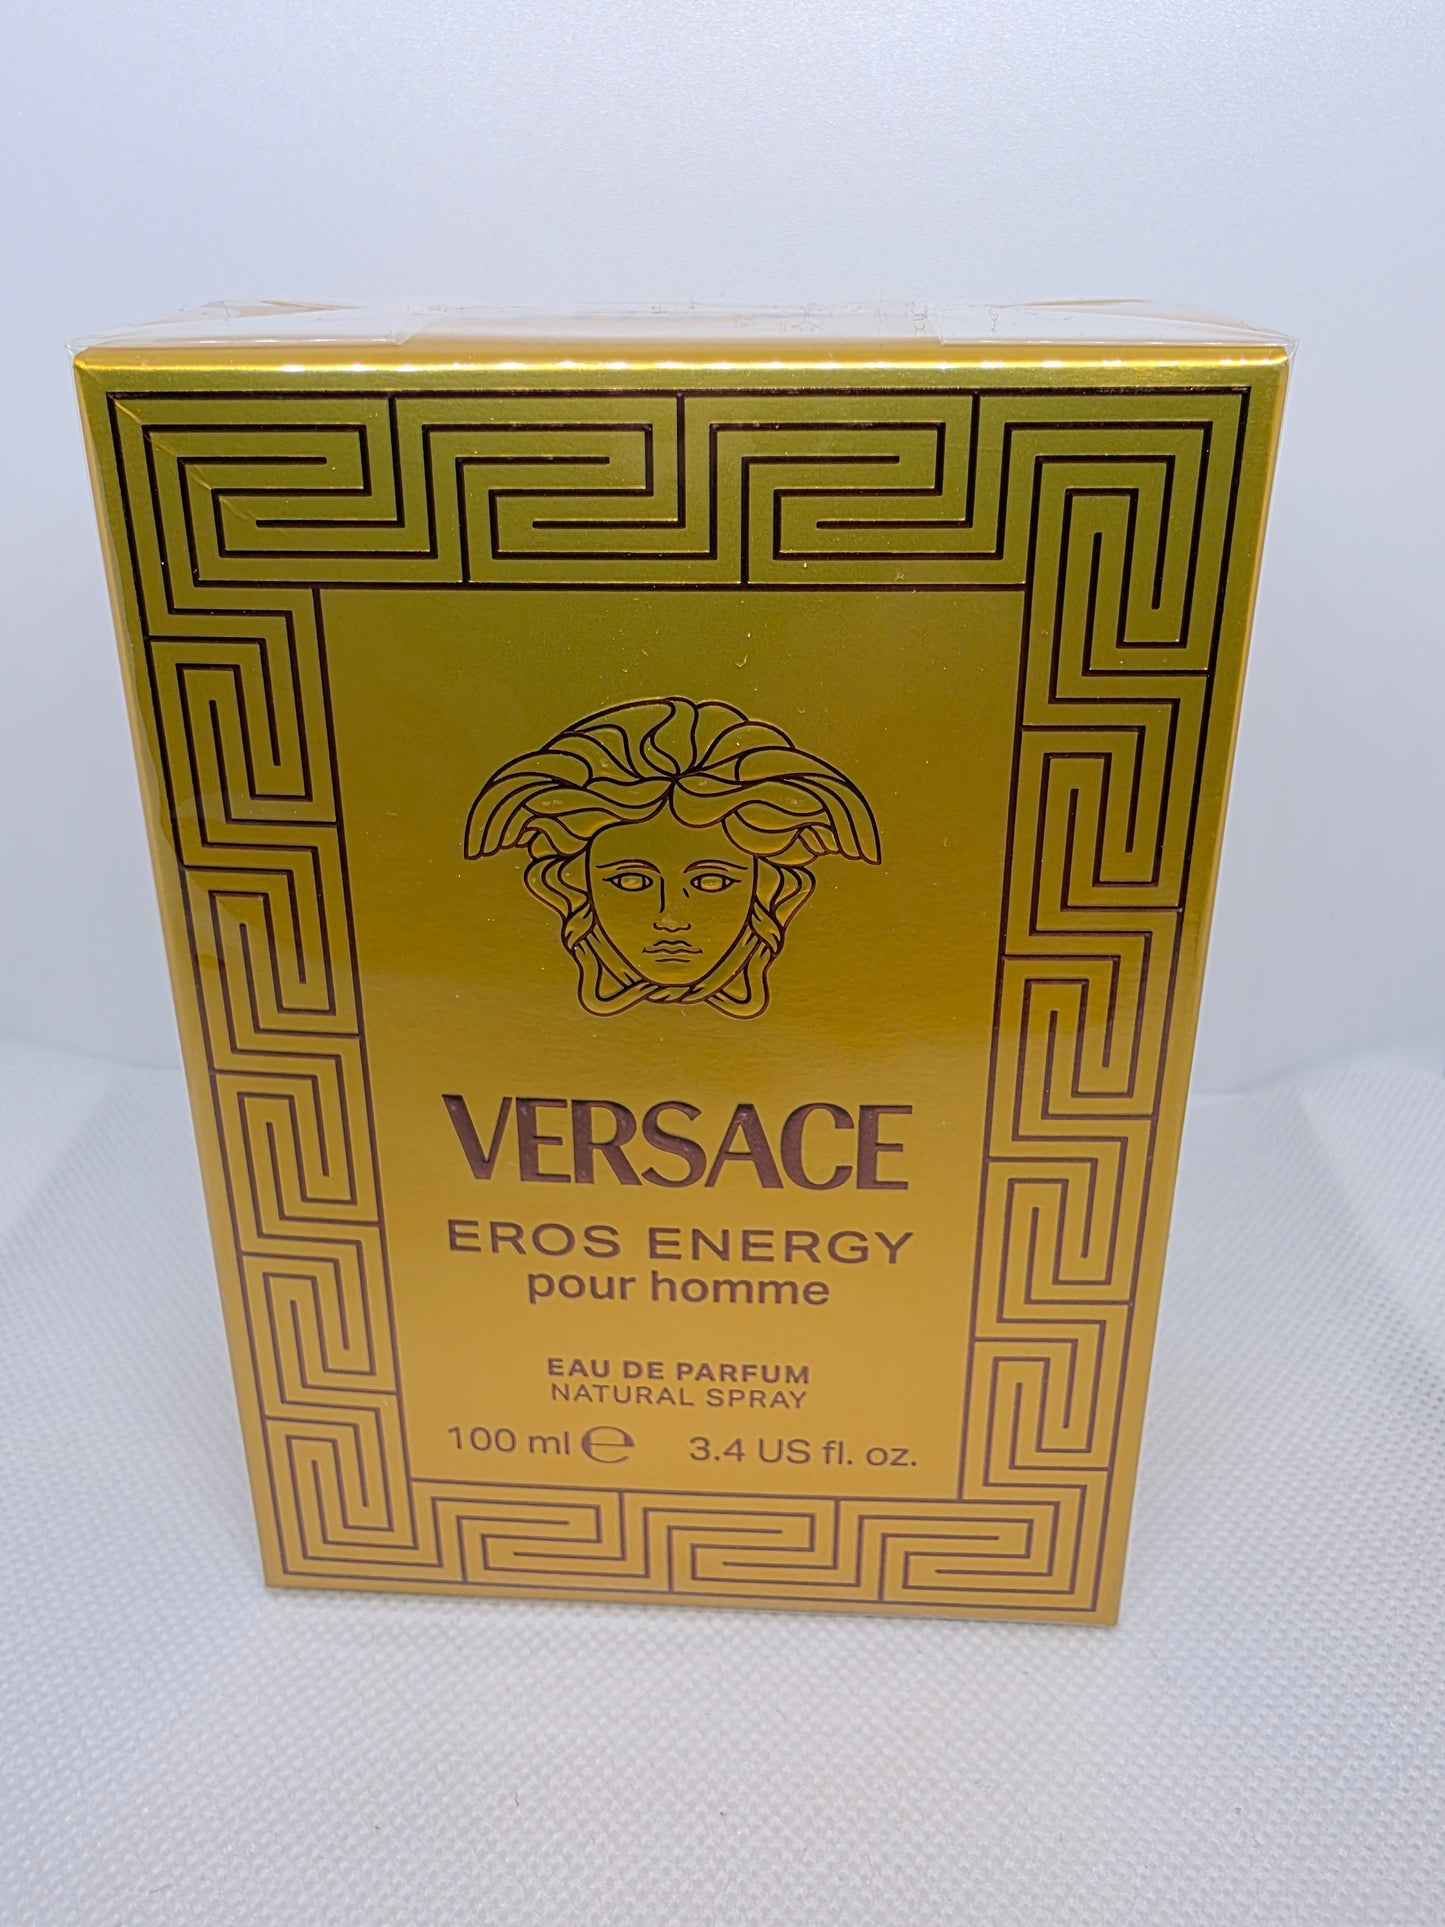 VERSACE
EROS ENERGY
pour homme
EAU DE PARFUM
NATURAL SPRAY
100 ml ℮ 3.4 US fl. oz.